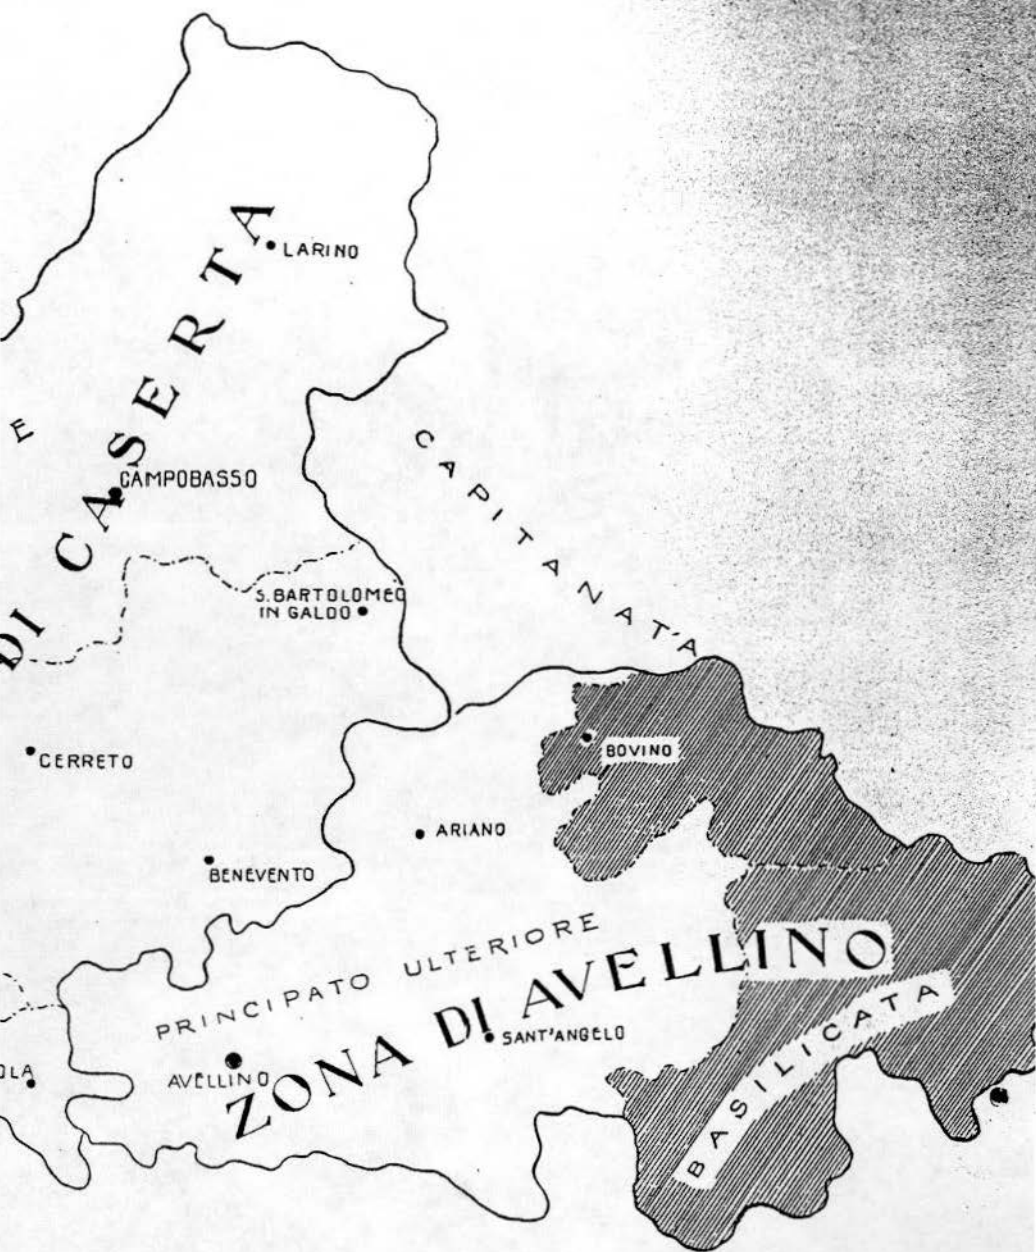 LARINO
E
DI CASERTA
CAMPOBASSO
CAPITANATA
S. BARTOLOMEO
IN GALDO
CERRETO
BOVINO
ARIANO
BENEVENTO
PRINCIPATO ULTERIORE
ZONA DI AVELLINO
SANT'ANGELO
AVELLINO
OLA
BASILICATA